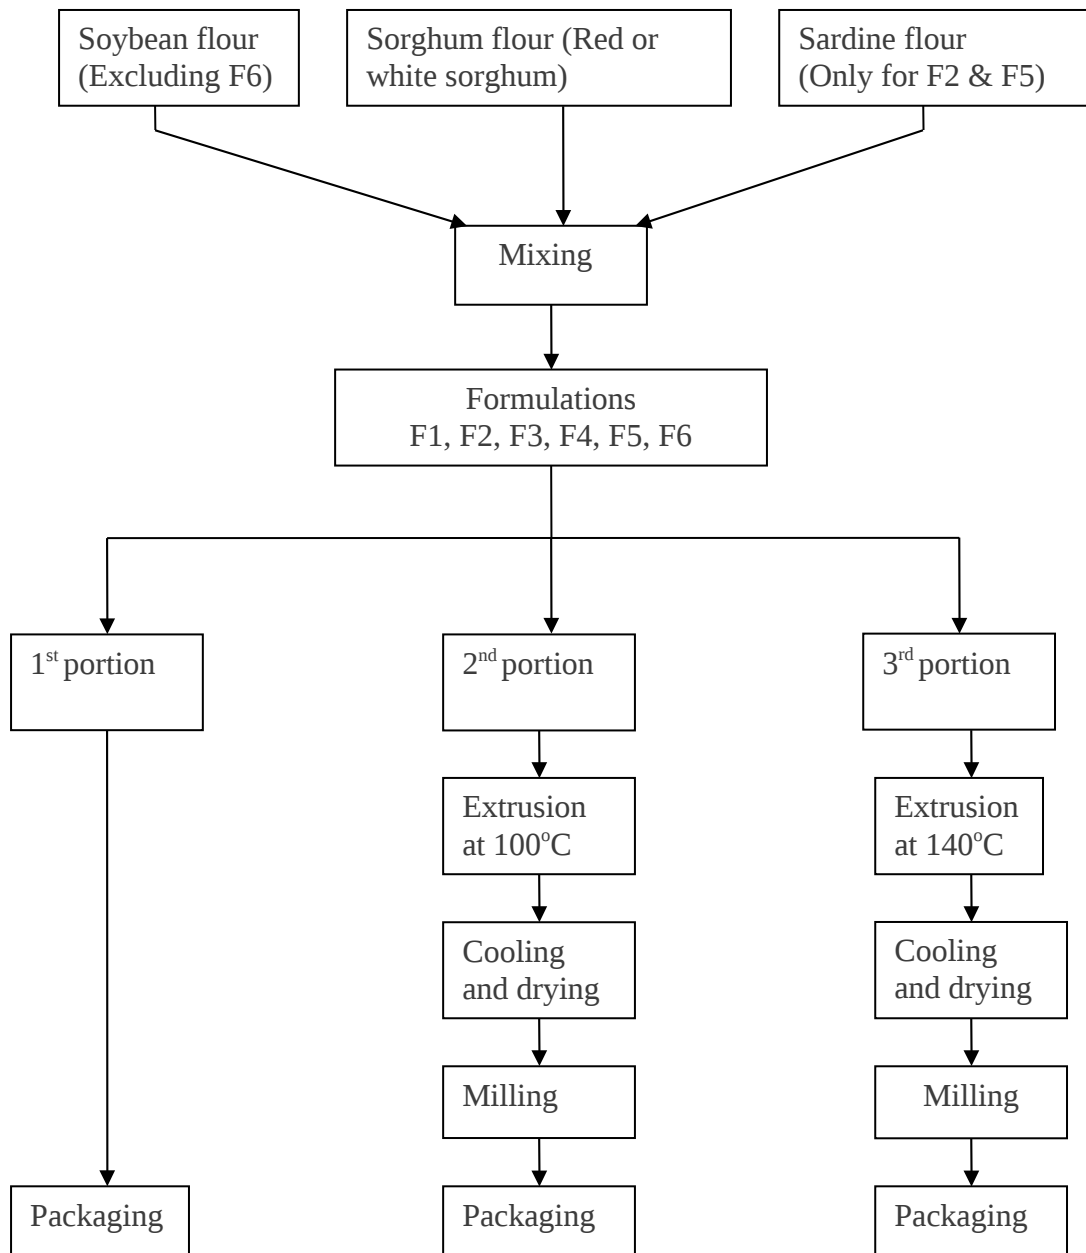 Soybean flour
(Excluding F6)
Sorghum flour (Red or
white sorghum)
Sardine flour
(Only for F2 & F5)
Mixing
Formulations
F1, F2, F3, F4, F5, F6
1st portion
2nd portion
3rd portion
Extrusion
at 100oC
Extrusion
at 140oC
Cooling
and drying
Cooling
and drying
Milling
Milling
Packaging
Packaging
Packaging